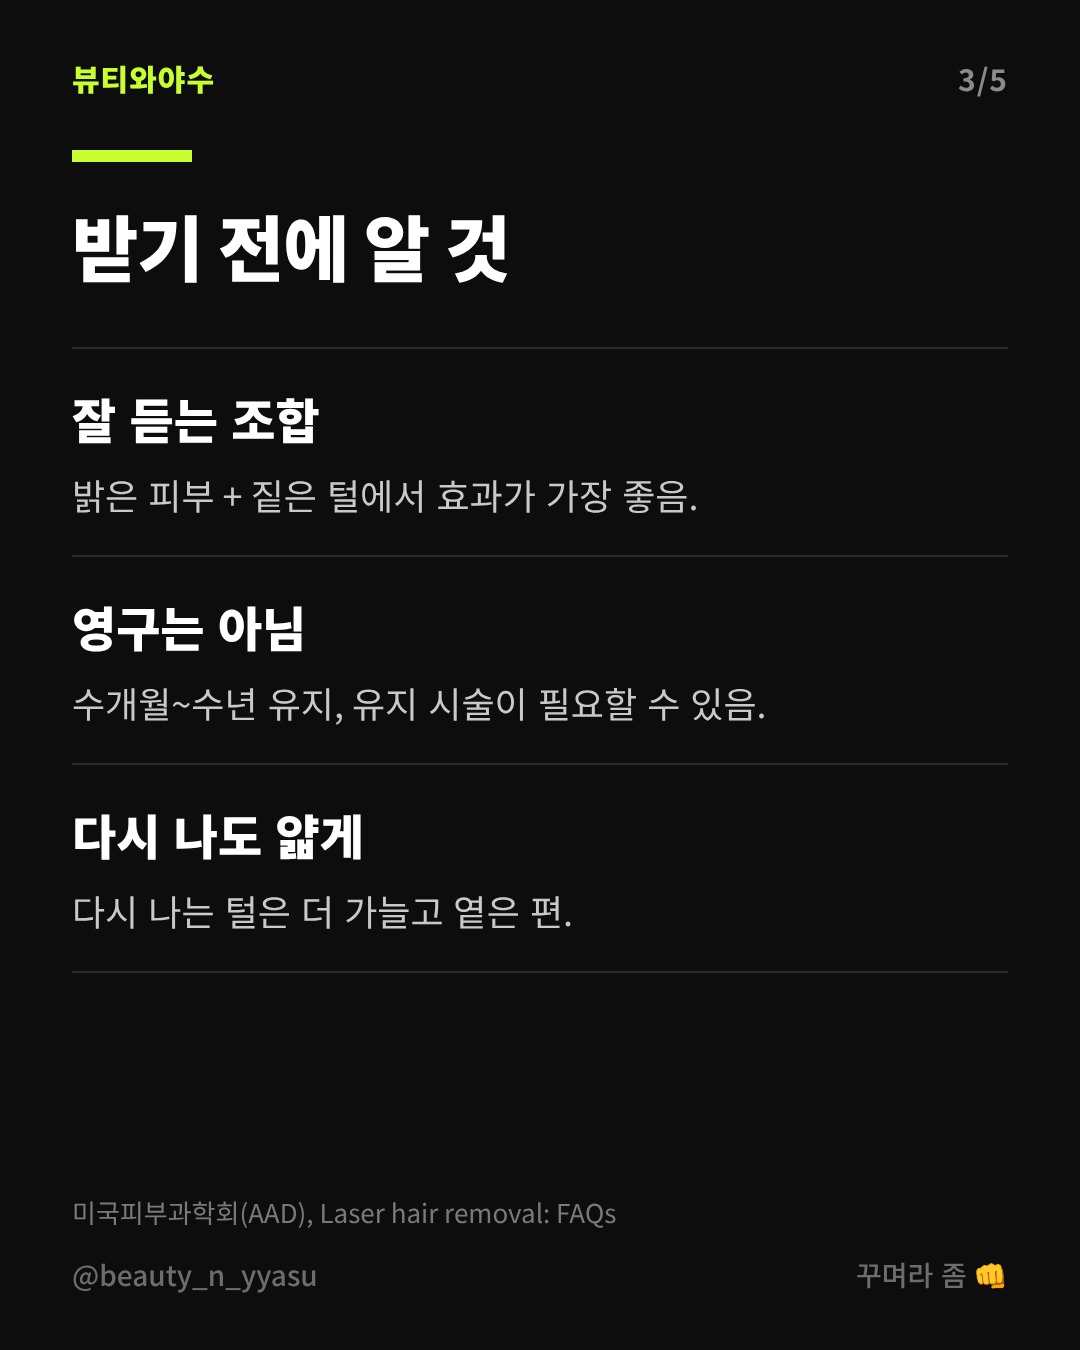 뷰티와야수
3/5
받기 전에 알 것
잘 듣는 조합
밝은 피부 + 짙은 털에서 효과가 가장 좋음.
영구는 아님
수개월~수년 유지, 유지 시술이 필요할 수 있음.
다시 나도 얇게
다시 나는 털은 더 가늘고 옅은 편.
미국피부과학회(AAD), Laser hair removal: FAQs
@beauty_n_yyasu
꾸며라 좀 👊